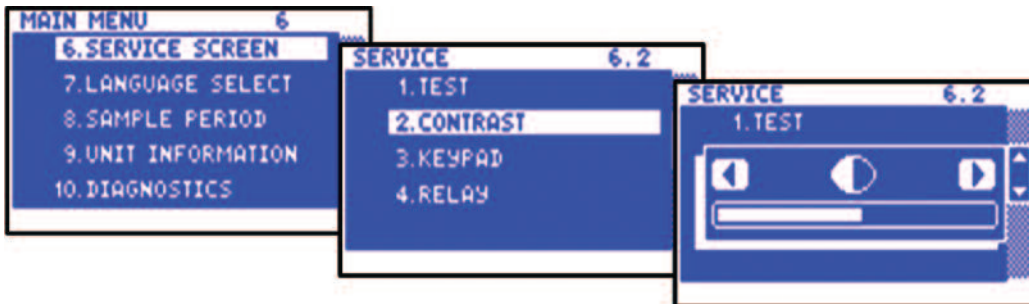 MAIN MENU 6
6.SERVICE SCREEN
7.LANGUAGE SELECT
8.SAMPLE PERIOD
9.UNIT INFORMATION
10.DIAGNOSTICS
SERVICE 6.2
1.TEST
2.CONTRAST
3.KEYPAD
4.RELAY
SERVICE 6.2
1.TEST